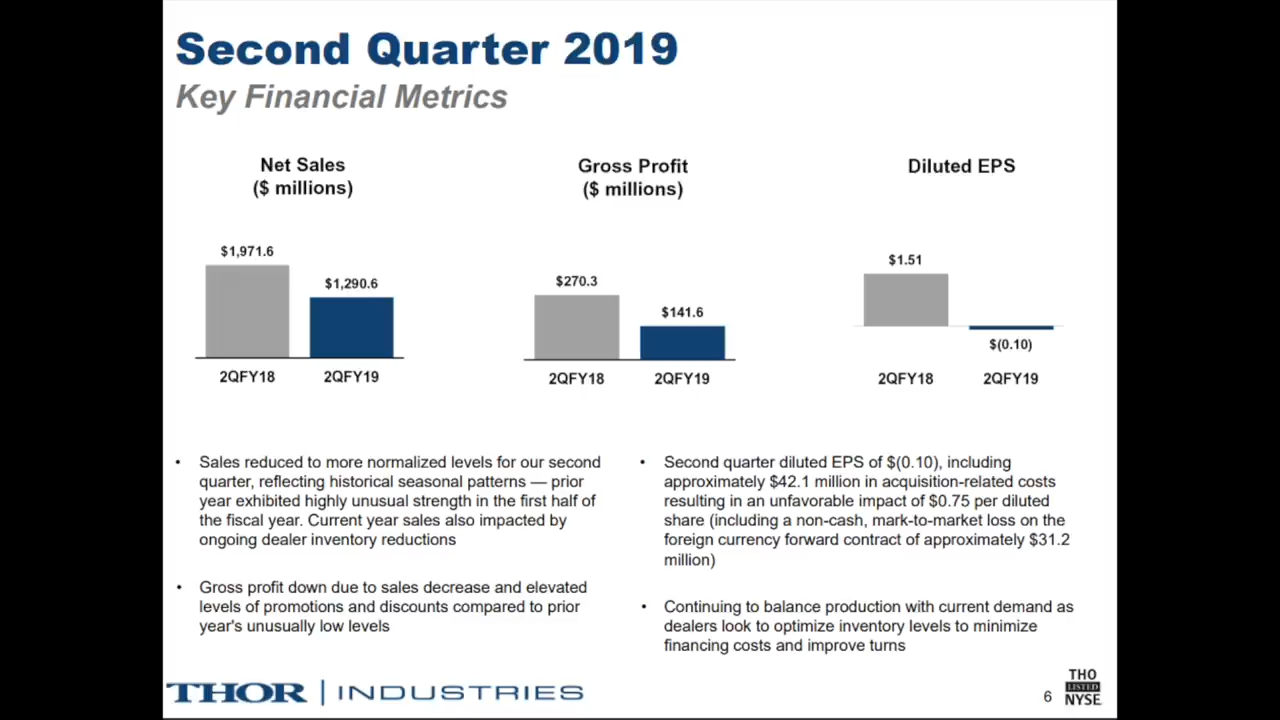 Second Quarter 2019
Key Financial Metrics
Net Sales
($ millions)
$1,971.6
$1,290.6
2QFY18
2QFY19
Gross Profit
($ millions)
$270.3
$141.6
2QFY18
2QFY19
Diluted EPS
$1.51
$(0.10)
2QFY18
2QFY19
• Sales reduced to more normalized levels for our second
quarter, reflecting historical seasonal patterns — prior
year exhibited highly unusual strength in the first half of
the fiscal year. Current year sales also impacted by
ongoing dealer inventory reductions
• Gross profit down due to sales decrease and elevated
levels of promotions and discounts compared to prior
year's unusually low levels
• Second quarter diluted EPS of $(0.10), including
approximately $42.1 million in acquisition-related costs
resulting in an unfavorable impact of $0.75 per diluted
share (including a non-cash, mark-to-market loss on the
foreign currency forward contract of approximately $31.2
million)
• Continuing to balance production with current demand as
dealers look to optimize inventory levels to minimize
financing costs and improve turns
THOR | INDUSTRIES
6
THO
LISTED
NYSE